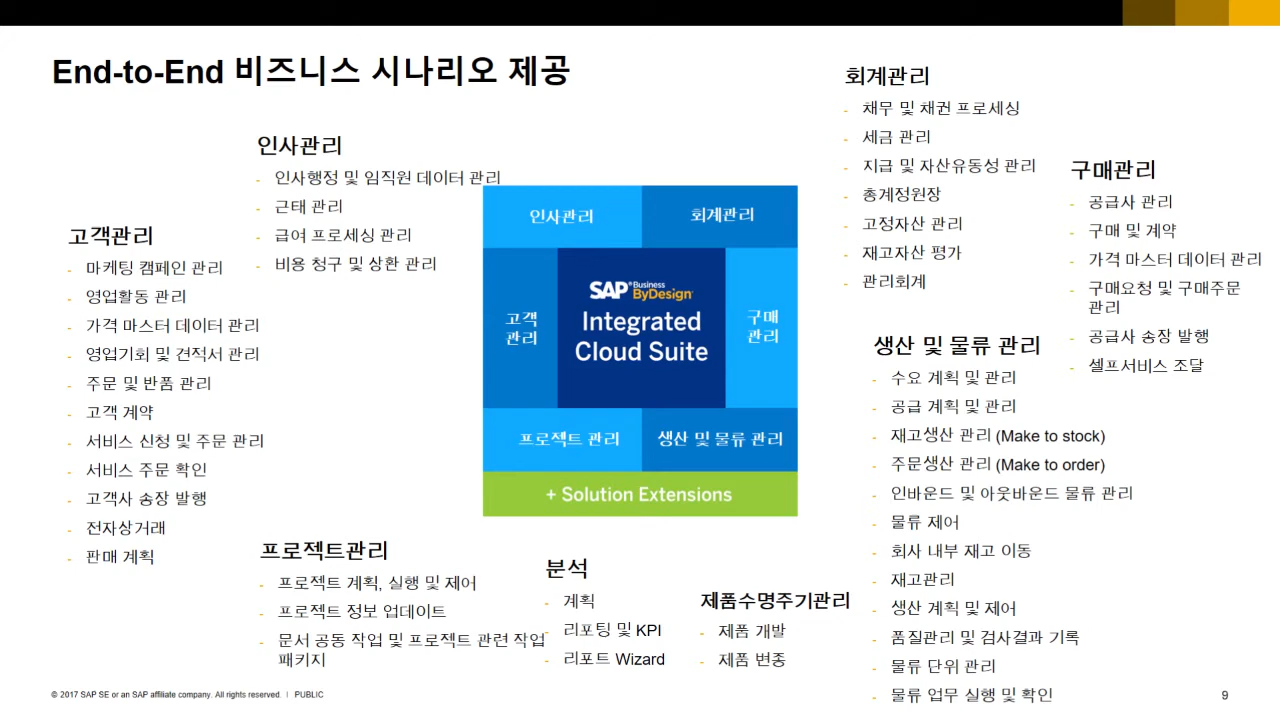 End-to-End 비즈니스 시나리오 제공
인사관리
- 인사행정 및 임직원 데이터 관리
- 근태 관리
- 급여 프로세싱 관리
- 비용 청구 및 상환 관리
고객관리
- 마케팅 캠페인 관리
- 영업활동 관리
- 가격 마스터 데이터 관리
- 영업기회 및 견적서 관리
- 주문 및 반품 관리
- 고객 계약
- 서비스 신청 및 주문 관리
- 서비스 주문 확인
- 고객사 송장 발행
- 전자상거래
- 판매 계획
인사관리
회계관리
고객
관리
SAP® Business
ByDesign
Integrated
Cloud Suite
구매
관리
프로젝트 관리
생산 및 물류 관리
+ Solution Extensions
회계관리
- 채무 및 채권 프로세싱
- 세금 관리
- 지급 및 자산유동성 관리
- 총계정원장
- 고정자산 관리
- 재고자산 평가
- 관리회계
구매관리
- 공급사 관리
- 구매 및 계약
- 가격 마스터 데이터 관리
- 구매요청 및 구매주문
관리
- 공급사 송장 발행
- 셀프서비스 조달
생산 및 물류 관리
- 수요 계획 및 관리
- 공급 계획 및 관리
- 재고생산 관리 (Make to stock)
- 주문생산 관리 (Make to order)
- 인바운드 및 아웃바운드 물류 관리
- 물류 제어
- 회사 내부 재고 이동
- 재고관리
- 생산 계획 및 제어
- 품질관리 및 검사결과 기록
- 물류 단위 관리
- 물류 업무 실행 및 확인
프로젝트관리
- 프로젝트 계획, 실행 및 제어
- 프로젝트 정보 업데이트
- 문서 공동 작업 및 프로젝트 관련 작업
패키지
분석
- 계획
- 리포팅 및 KPI
- 리포트 Wizard
제품수명주기관리
- 제품 개발
- 제품 변종
© 2017 SAP SE or an SAP affiliate company. All rights reserved. | PUBLIC
9